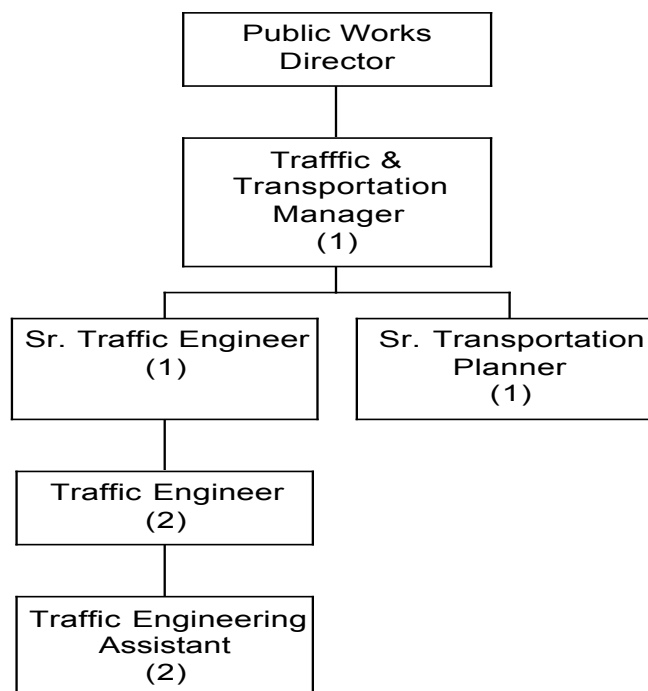 Public Works
Director
Trafffic &
Transportation
Manager
(1)
Sr. Traffic Engineer
(1)
Sr. Transportation
Planner
(1)
Traffic Engineer
(2)
Traffic Engineering
Assistant
(2)